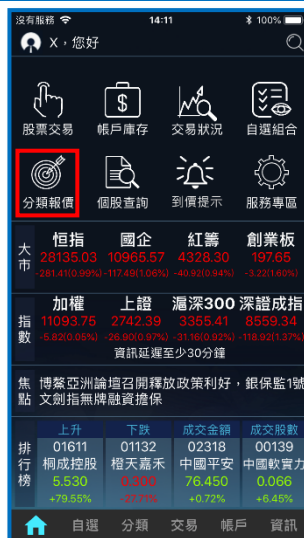 沒有服務 14:11 100%
X，您好
股票交易 帳戶庫存 交易狀況 自選組合
分類報價 個股查詢 到價提示 服務專區
大市 恒指 國企 紅籌 創業板
28135.03 10965.57 4328.30 197.65
-281.41(0.99%) -117.49(1.06%) -40.92(0.94%) -3.22(1.60%)
指數 加權 上證 滬深300 深證成指
11093.75 2742.39 3355.41 8559.34
-5.82(0.05%) -26.90(0.97%) -31.16(0.92%) -118.92(1.37%)
資訊延遲至少30分鐘
焦點 博鰲亞洲論壇召開釋放政策利好，銀保監1號
文創指無牌融資擔保
排行榜 上升 下跌 成交金額 成交股數
01611 01132 02318 00139
桐成控股 橙天嘉禾 中國平安 中國軟實力
5.530 0.300 76.450 0.066
+79.55% -27.71% +0.72% +6.45%
自選 分類 交易 帳戶 資訊